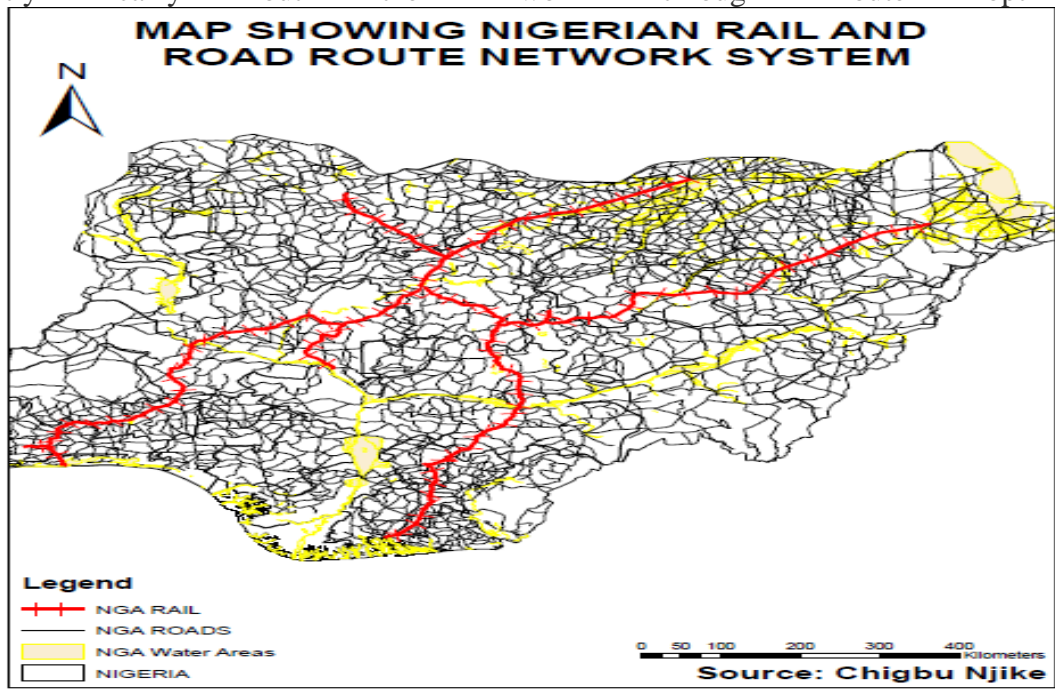 MAP SHOWING NIGERIAN RAIL AND
ROAD ROUTE NETWORK SYSTEM
N
Legend
NGA RAIL
NGA ROADS
NGA Water Areas
NIGERIA
0 50 100 200 300 400
Kilometers
Source: Chigbu Njike